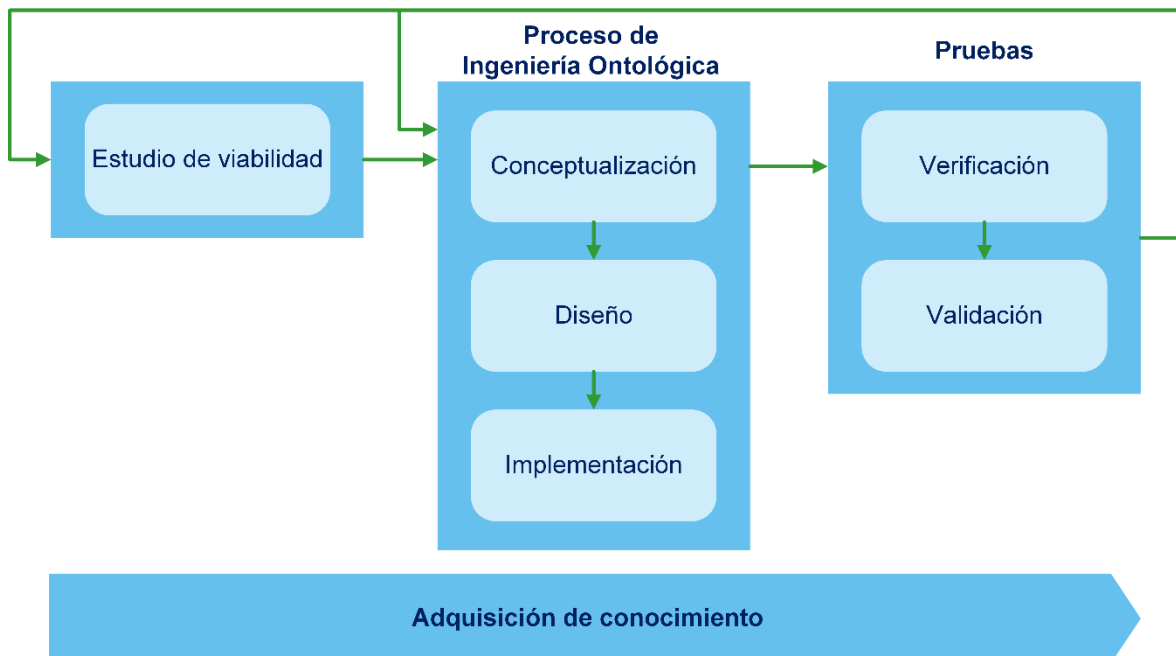 Proceso de
Ingeniería Ontológica
Pruebas
Estudio de viabilidad
Conceptualización
Verificación
Diseño
Validación
Implementación
Adquisición de conocimiento